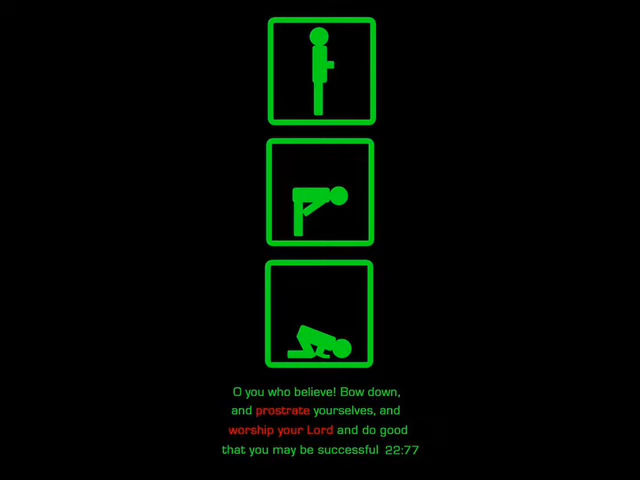 O you who believe! Bow down,
and prostrate yourselves, and
worship your Lord and do good
that you may be successful 22:77